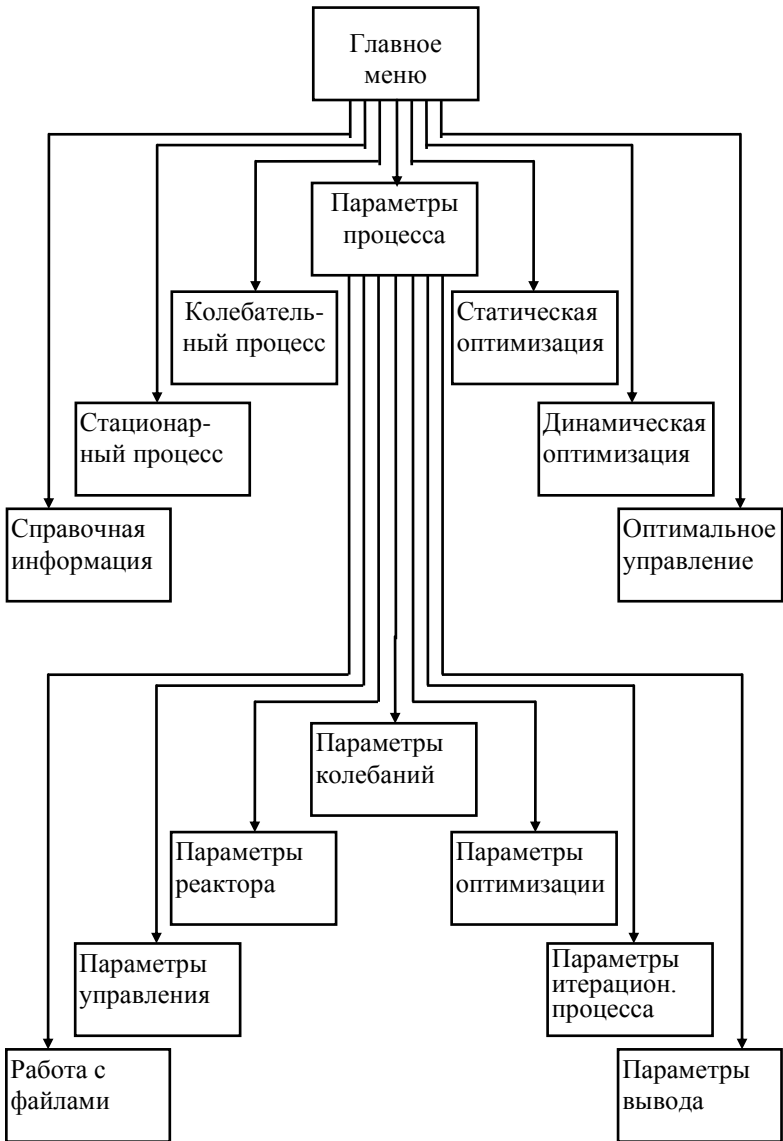 Главное
меню
Параметры
процесса
Колебатель-
ный процесс
Статическая
оптимизация
Стационар-
ный процесс
Динамическая
оптимизация
Справочная
информация
Оптимальное
управление
Параметры
колебаний
Параметры
реактора
Параметры
оптимизации
Параметры
управления
Параметры
итерацион.
процесса
Работа с
файлами
Параметры
вывода